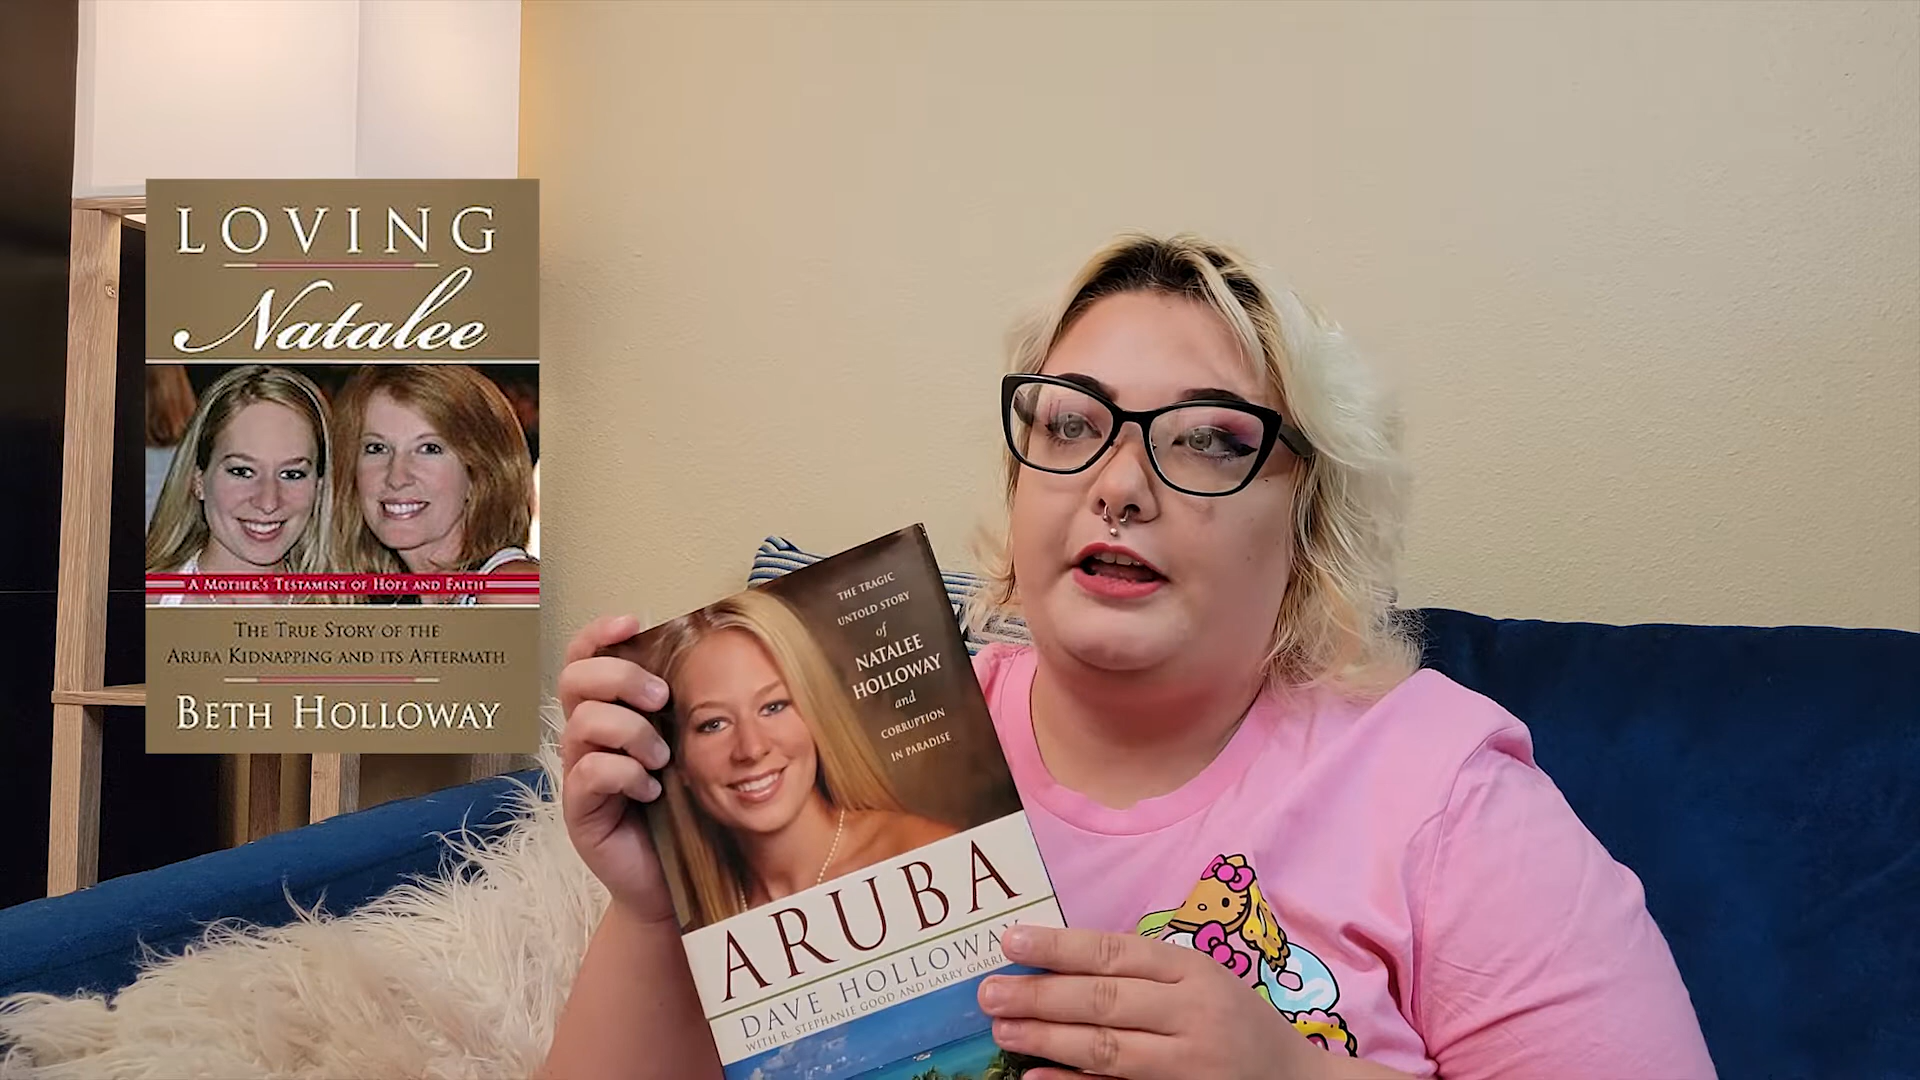 LOVING
Natalee
A MOTHER'S TESTAMENT OF HOPE AND FAITH
THE TRUE STORY OF THE
ARUBA KIDNAPPING AND ITS AFTERMATH
BETH HOLLOWAY
THE TRAGIC
UNTOLD STORY
of
NATALEE
HOLLOWAY
and
CORRUPTION
IN PARADISE
ARUBA
DAVE HOLLOWAY
WITH R. STEPHANIE GOOD AND LARRY